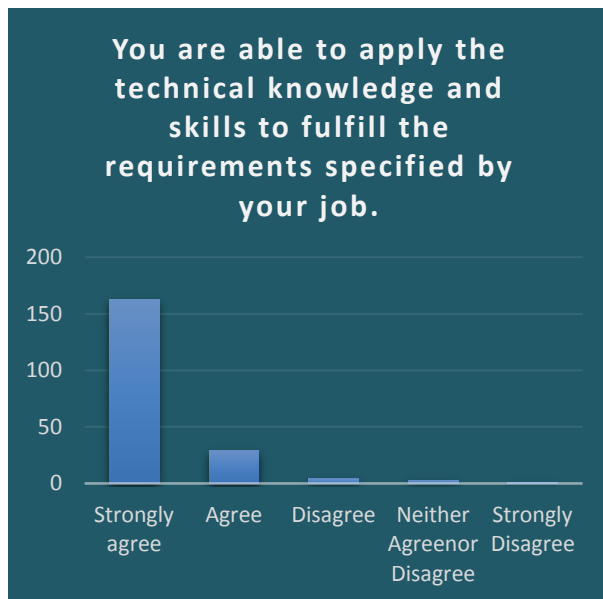 You are able to apply the
technical knowledge and
skills to fulfill the
requirements specified by
your job.
200
150
100
50
0
Strongly agree
Agree
Disagree
Neither Agreenor Disagree
Strongly Disagree